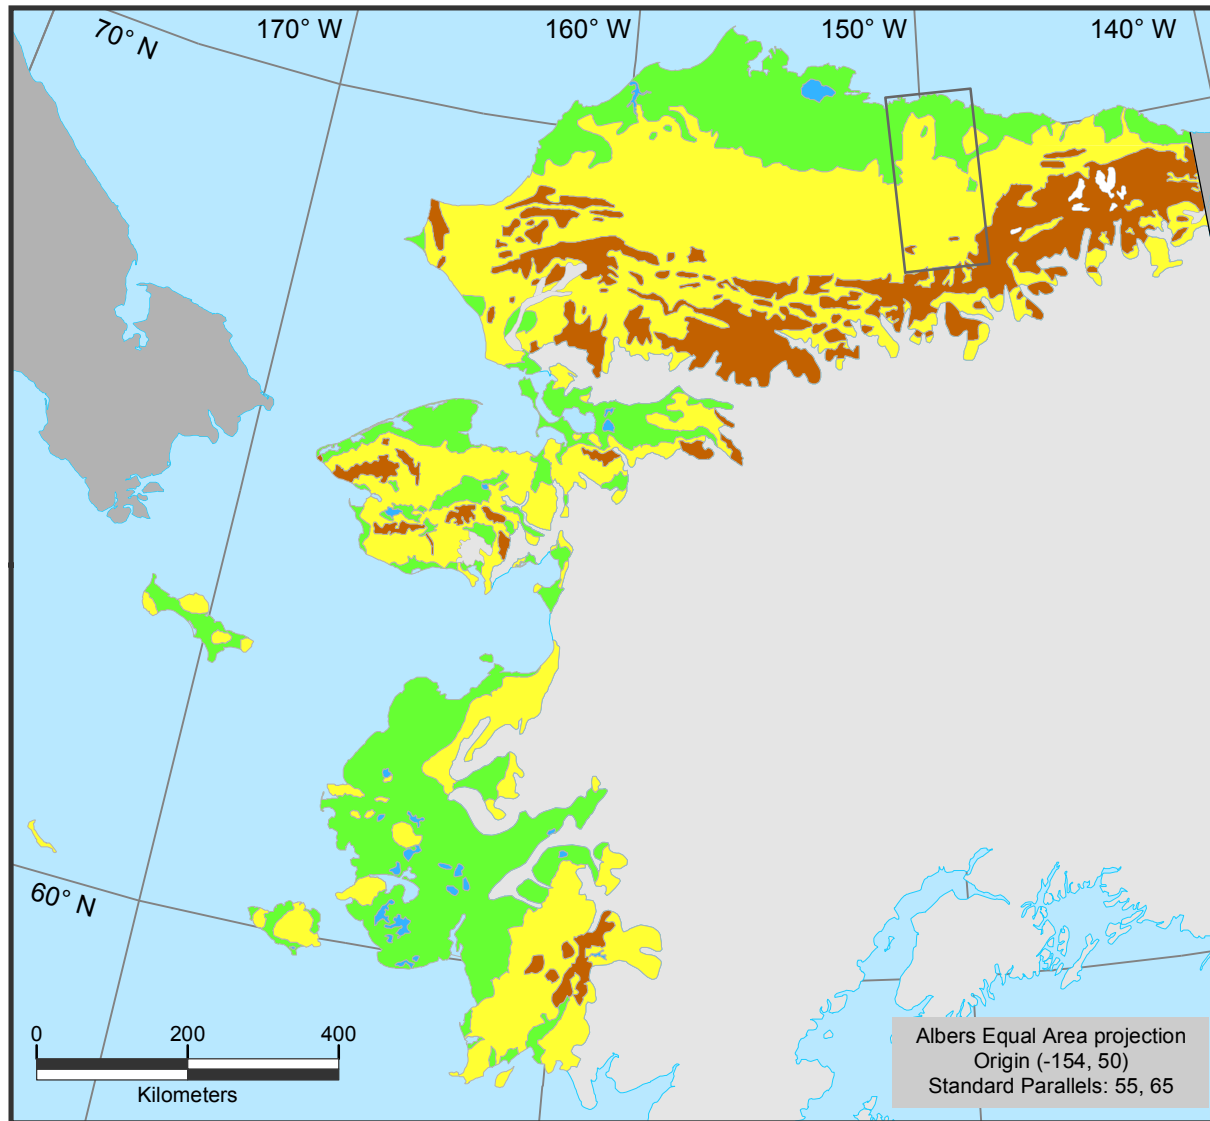 70° N
170° W
160° W
150° W
140° W
60° N
0
200
400
Kilometers
Albers Equal Area projection
Origin (-154, 50)
Standard Parallels: 55, 65